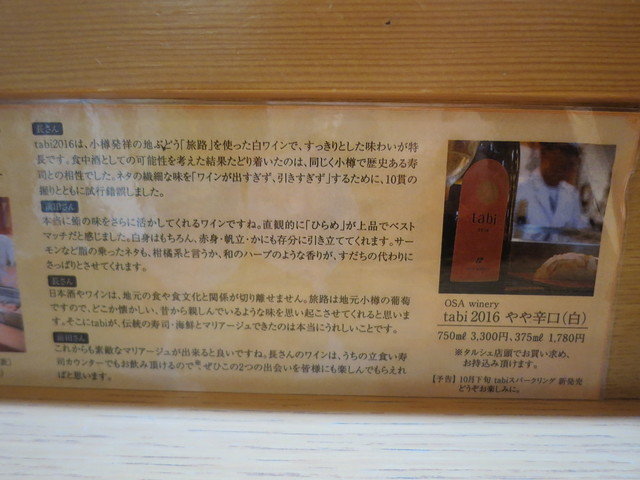 長さん
tabi2016は、小樽発祥の地ぶどう「旅路」を使った白ワインで、すっきりとした味わいが特
長です。食中酒としての可能性を考えた結果たどり着いたのは、同じく小樽で歴史ある寿
司との相性でした。ネタの繊細な味を「ワインが出すぎず、引きすぎず」するために、10貫の
握りとともに試行錯誤しました。
本当に鮨の味をさらに活かしてくれるワインですね。直観的に「ひらめ」が上品でベスト
マッチだと感じました。白身はもちろん、赤身・帆立・かにも存分に引き立ててくれます。サー
モンなど脂の乗ったネタも、柑橘系と言うか、和のハーブのような香りが、すだちの代わりに
さっぱりとさせてくれます。
長さん
日本酒やワインは、地元の食や食文化と関係が切り離せません。旅路は地元小樽の葡萄
ですので、どこか懐かしい、昔から親しんでいるような味を思い起こさせてくれると思いま
す。そこにtabiが、伝統の寿司・海鮮とマリアージュできたのは本当にうれしいことです。
これからも素敵なマリアージュが出来ると良いですね。長さんのワインは、うちの立食い寿
司カウンターでもお飲み頂けるので、ぜひこの2つの出会いを皆様にも楽しんでもらえれ
ばと思います。
tabi
OSA winery
tabi 2016 やや辛口(白)
750㎖ 3,300円、375㎖ 1,780円
※タルシェ店頭でお買い求め、
お持込み頂けます。
【予告】10月下旬 tabiスパークリング 新発売
どうぞお楽しみに。